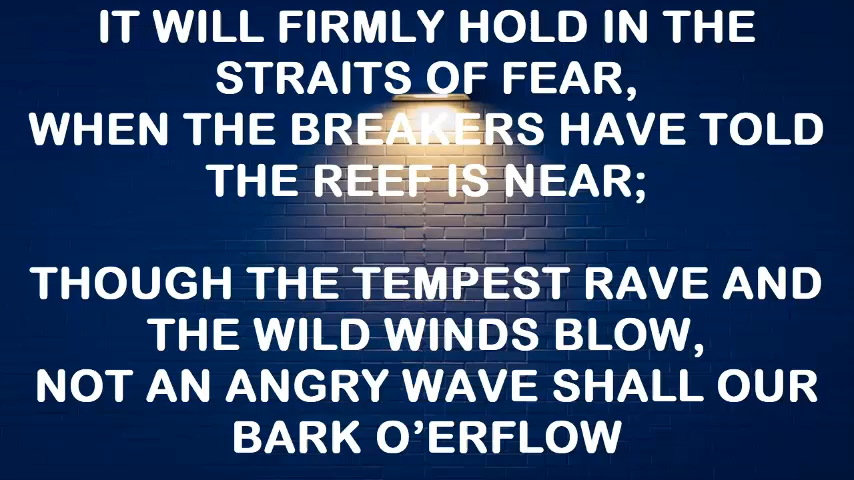 IT WILL FIRMLY HOLD IN THE
STRAITS OF FEAR,
WHEN THE BREAKERS HAVE TOLD
THE REEF IS NEAR;
THOUGH THE TEMPEST RAVE AND
THE WILD WINDS BLOW,
NOT AN ANGRY WAVE SHALL OUR
BARK O’ERFLOW